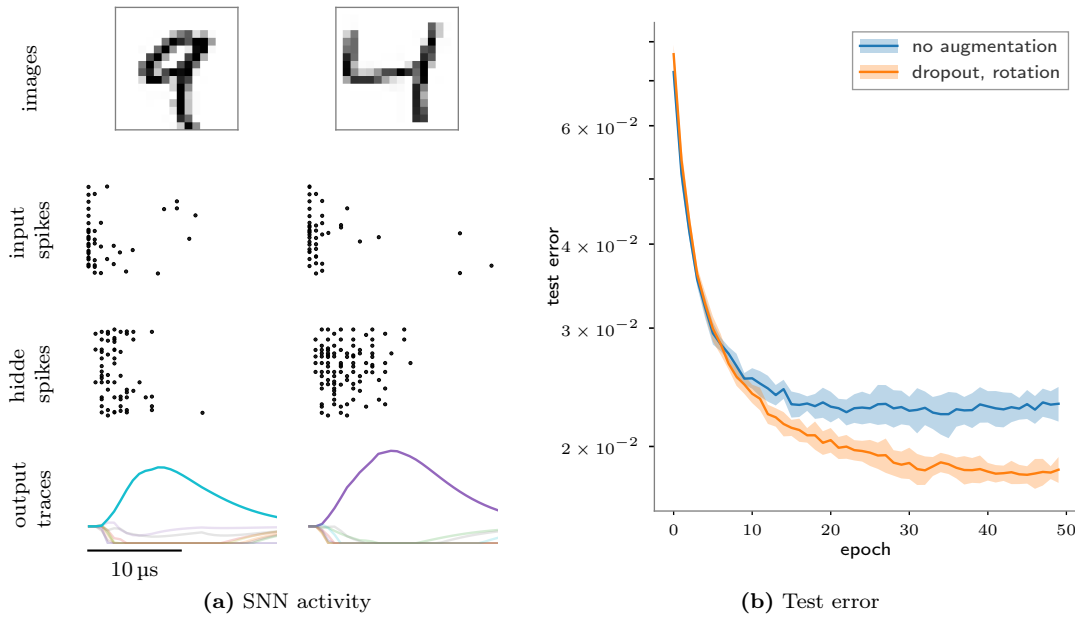 images
input
spikes
hidde
spikes
output
traces
10 µs
(a) SNN activity
no augmentation
dropout, rotation
test error
6 × 10⁻²
4 × 10⁻²
3 × 10⁻²
2 × 10⁻²
0 10 20 30 40 50
epoch
(b) Test error